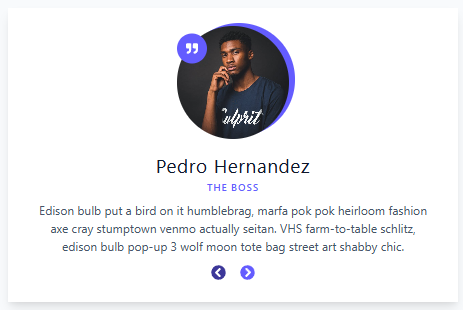 Culprit
Pedro Hernandez
THE BOSS
Edison bulb put a bird on it humblebrag, marfa pok pok heirloom fashion
axe cray stumptown venmo actually seitan. VHS farm-to-table schlitz,
edison bulb pop-up 3 wolf moon tote bag street art shabby chic.